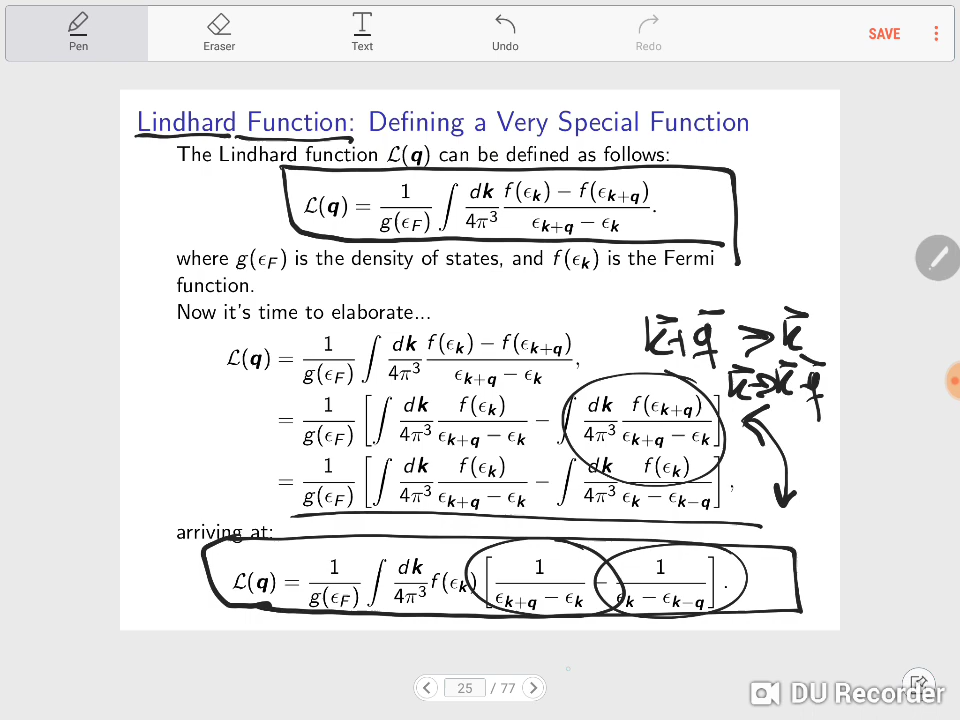 Pen Eraser Text Undo Redo SAVE
Lindhard Function: Defining a Very Special Function
The Lindhard function ℒ(q) can be defined as follows:
ℒ(q) = 1/g(ϵ_F) ∫ dk/4π³ (f(ϵ_k) − f(ϵ_{k+q}))/(ϵ_{k+q} − ϵ_k).
where g(ϵ_F) is the density of states, and f(ϵ_k) is the Fermi
function.
Now it's time to elaborate...
k⃗+q⃗ → k⃗
ℒ(q) = 1/g(ϵ_F) ∫ dk/4π³ (f(ϵ_k) − f(ϵ_{k+q}))/(ϵ_{k+q} − ϵ_k),
k⃗→k⃗-q⃗
= 1/g(ϵ_F) [∫ dk/4π³ f(ϵ_k)/(ϵ_{k+q} − ϵ_k) − ∫ dk/4π³ f(ϵ_{k+q})/(ϵ_{k+q} − ϵ_k)]
= 1/g(ϵ_F) [∫ dk/4π³ f(ϵ_k)/(ϵ_{k+q} − ϵ_k) − ∫ dk/4π³ f(ϵ_k)/(ϵ_k − ϵ_{k−q})],
arriving at:
ℒ(q) = 1/g(ϵ_F) ∫ dk/4π³ f(ϵ_k) [1/(ϵ_{k+q} − ϵ_k) − 1/(ϵ_k − ϵ_{k−q})].
25 / 77
DU Recorder